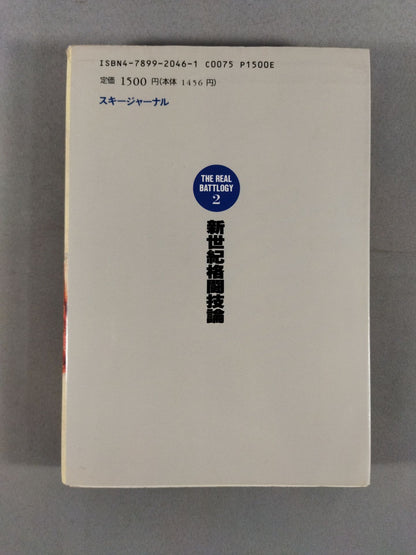 ISBN4-7899-2046-1 C0075 P1500E
定価 1500 円(本体 1456 円)
スキージャーナル
THE REAL
BATTLOGY
2
新世紀格闘技論